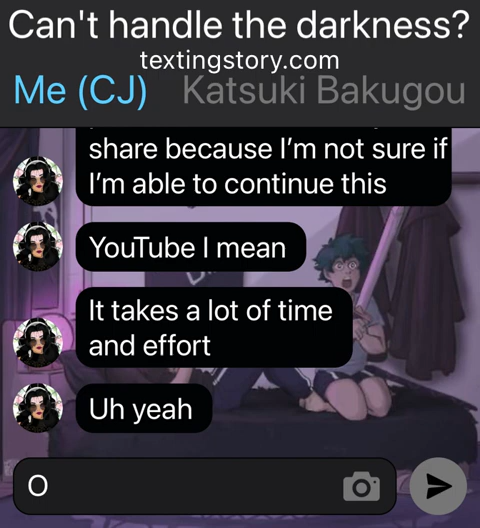 Can't handle the darkness?
textingstory.com
Me (CJ) Katsuki Bakugou
share because I'm not sure if
I'm able to continue this
YouTube I mean
It takes a lot of time
and effort
Uh yeah
O